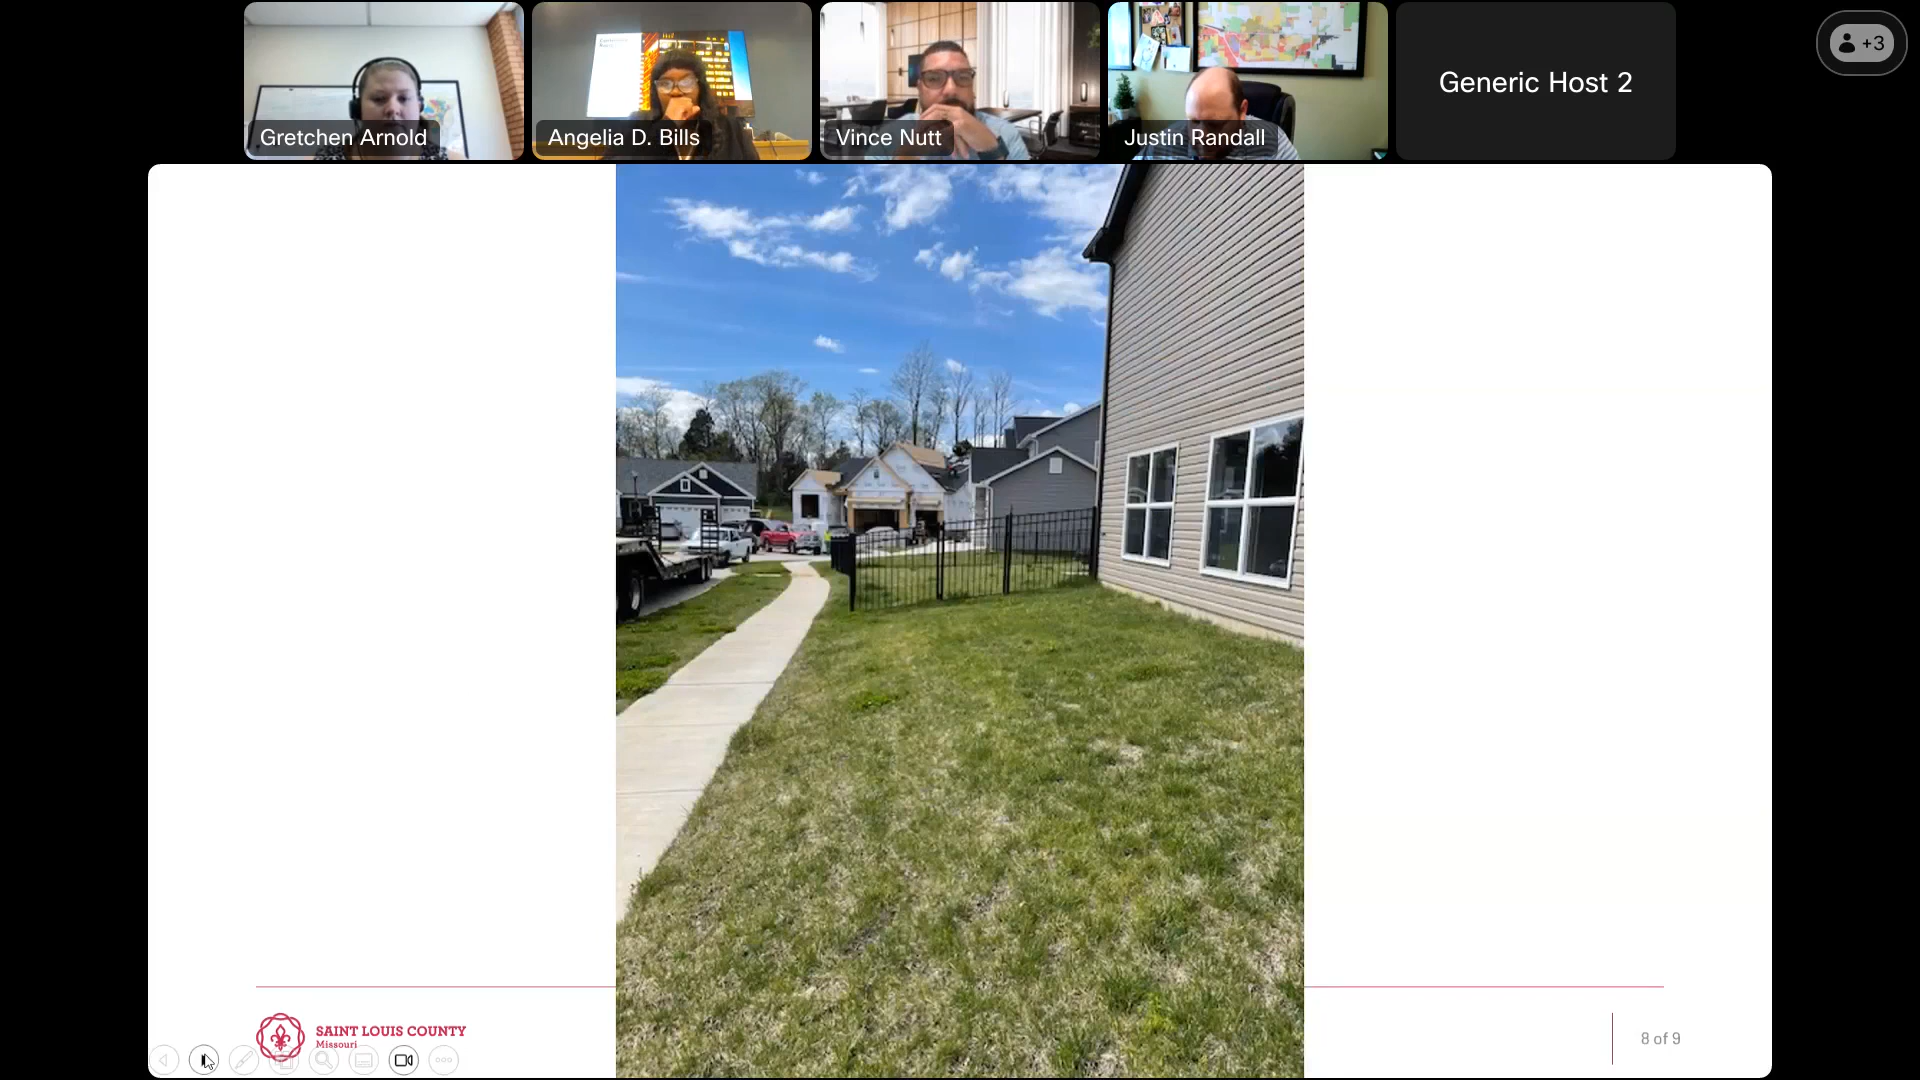 Gretchen Arnold
Angelia D. Bills
Vince Nutt
Justin Randall
Generic Host 2
+3
SAINT LOUIS COUNTY
Missouri
8 of 9